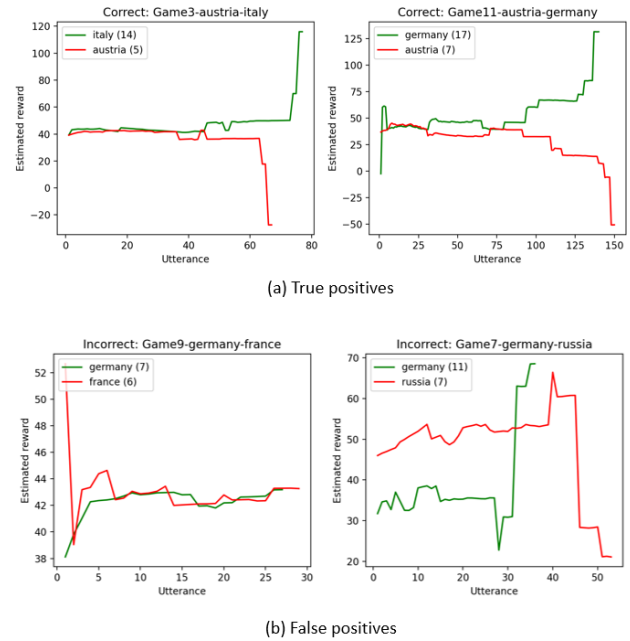 Correct: Game3-austria-italy
120
100
80
60
40
20
0
−20
Estimated reward
italy (14)
austria (5)
0 10 20 30 40 50 60 70 80
Utterance
Correct: Game11-austria-germany
125
100
75
50
25
0
−25
−50
Estimated reward
germany (17)
austria (7)
0 25 50 75 100 125 150
Utterance
(a) True positives
Incorrect: Game9-germany-france
52
50
48
46
44
42
40
38
Estimated reward
germany (7)
france (6)
0 5 10 15 20 25 30
Utterance
Incorrect: Game7-germany-russia
70
60
50
40
30
20
Estimated reward
germany (11)
russia (7)
0 10 20 30 40 50
Utterance
(b) False positives